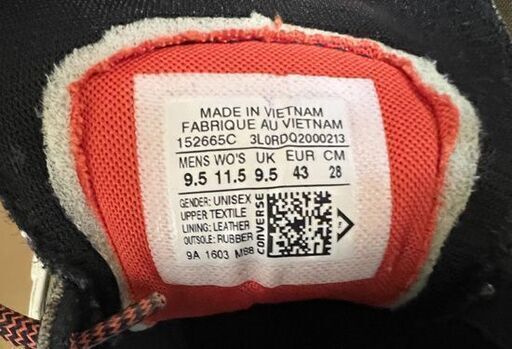 MADE IN VIETNAM
FABRIQUE AU VIETNAM
152665C 3L0RDQ2000213
MENS WO'S UK EUR CM
9.5 11.5 9.5 43 28
GENDER: UNISEX
UPPER TEXTILE
LINING: LEATHER
OUTSOLE: RUBBER
9A 1603 MS8
CONVERSE